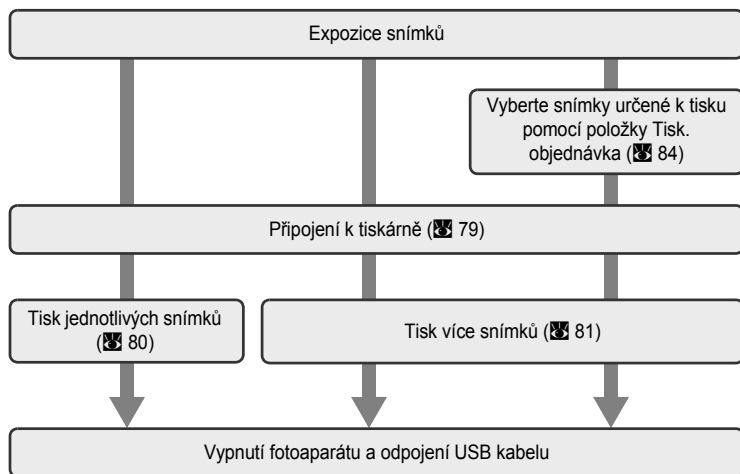 Expozice snímků
Vyberte snímky určené k tisku
pomocí položky Tisk.
objednávka (84)
Připojení k tiskárně (79)
Tisk jednotlivých snímků
(80)
Tisk více snímků (81)
Vypnutí fotoaparátu a odpojení USB kabelu